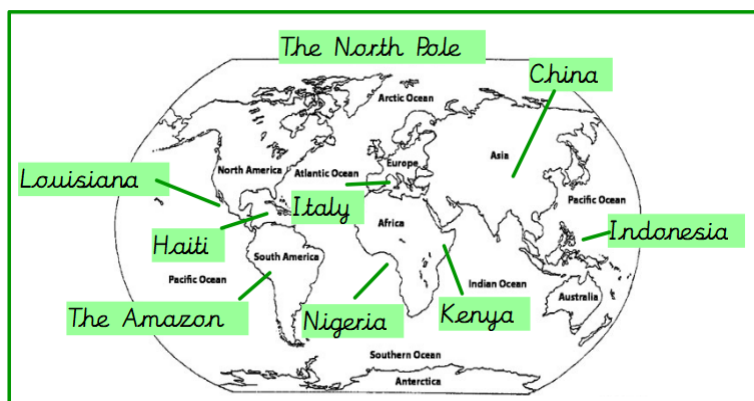 The North Pole
China
Arctic Ocean
Asia
Europe
North America
Atlantic Ocean
Louisiana
Pacific Ocean
Italy
Africa
Indonesia
Haiti
South America
Pacific Ocean
Indian Ocean
Australia
The Amazon
Nigeria
Kenya
Southern Ocean
Antarctica